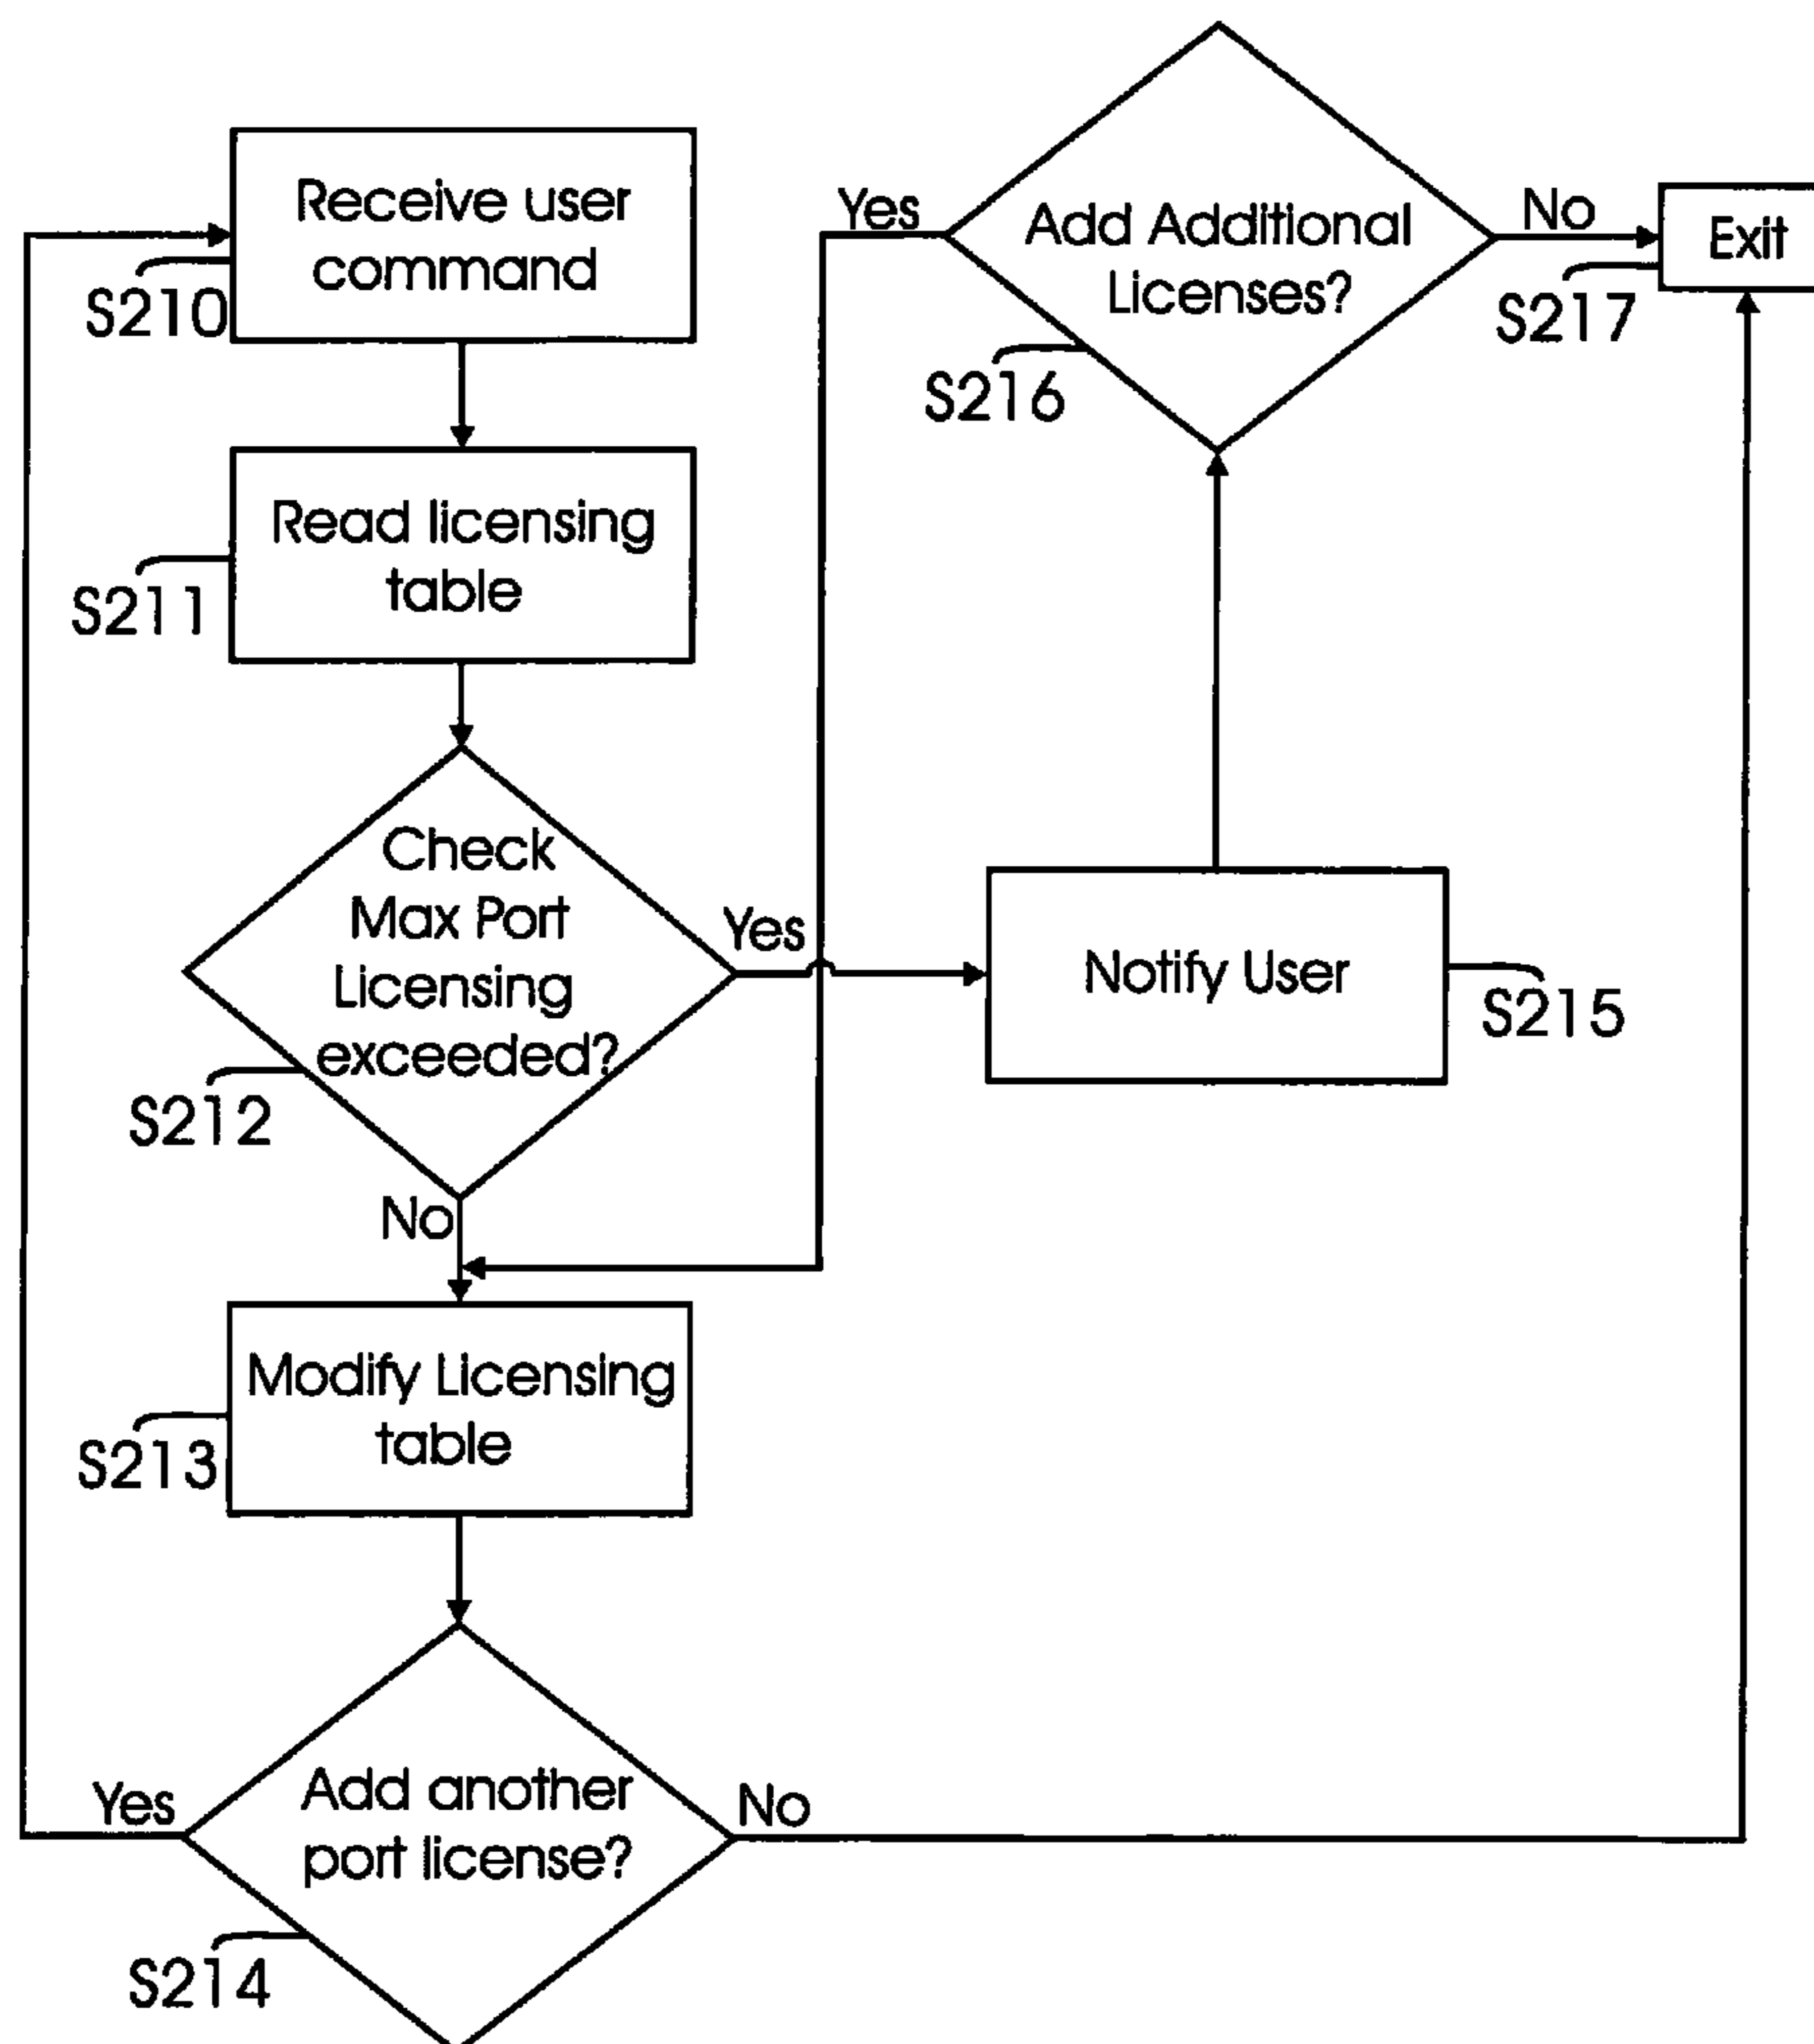 Receive user
command
S210
Read licensing
table
S211
Check
Max Port
Licensing
exceeded?
S212
Yes
No
Modify Licensing
table
S213
Add another
port license?
S214
Yes
No
Notify User
S215
Add Additional
Licenses?
S216
Yes
No
Exit
S217